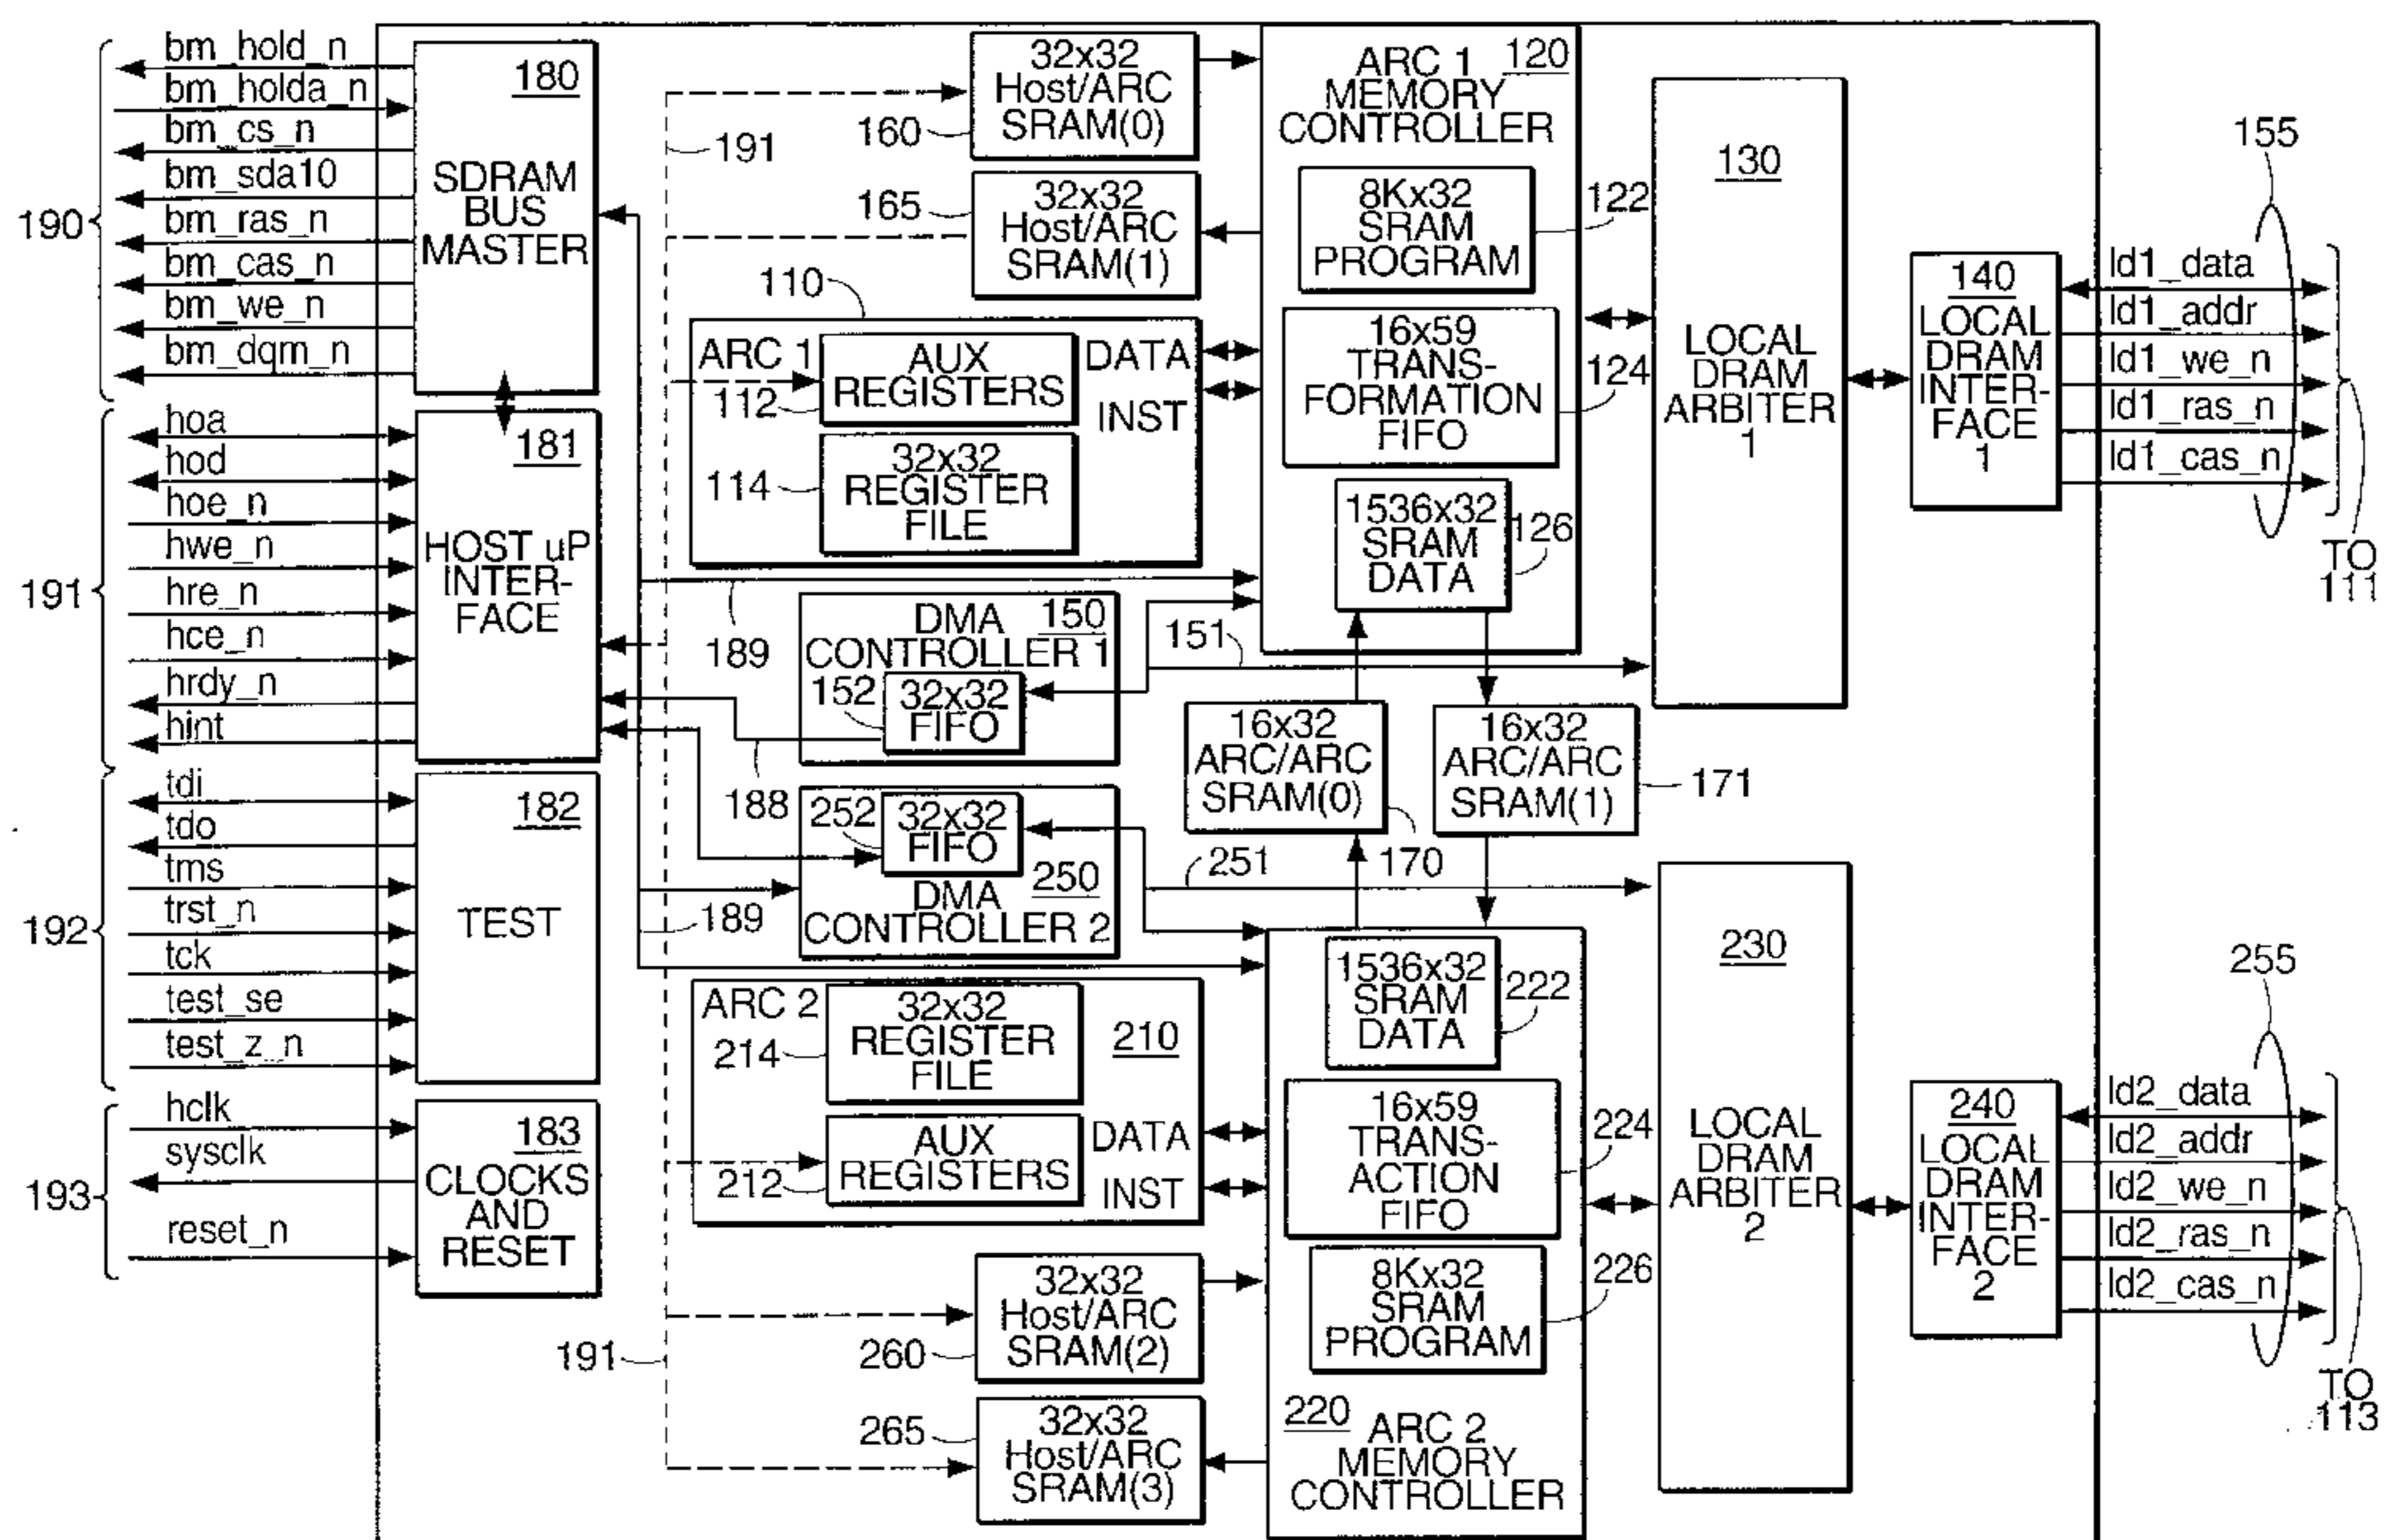 190
bm_hold_n
bm_holda_n
bm_cs_n
bm_sda10
bm_ras_n
bm_cas_n
bm_we_n
bm_dqm_n
180
SDRAM
BUS
MASTER
191
hoa
hod
hoe_n
hwe_n
hre_n
hce_n
hrdy_n
hint
181
HOST uP
INTER-
FACE
192
tdi
tdo
tms
trst_n
tck
test_se
test_z_n
182
TEST
193
hclk
sysclk
reset_n
183
CLOCKS
AND
RESET
191
32x32
Host/ARC
SRAM(0)
160
32x32
Host/ARC
SRAM(1)
165
110
ARC 1
AUX
REGISTERS
112
32x32
REGISTER
FILE
114
DATA
INST
189
DMA
CONTROLLER 1
150
32x32
FIFO
152
188
151
32x32
FIFO
252
250
DMA
CONTROLLER 2
189
251
ARC 1
MEMORY
CONTROLLER
120
8Kx32
SRAM
PROGRAM
122
16x59
TRANS-
FORMATION
FIFO
124
1536x32
SRAM
DATA
126
16x32
ARC/ARC
SRAM(0)
170
16x32
ARC/ARC
SRAM(1)
171
130
LOCAL
DRAM
ARBITER
1
140
LOCAL
DRAM
INTER-
FACE
1
ld1_data
ld1_addr
ld1_we_n
ld1_ras_n
ld1_cas_n
155
TO
111
ARC 2
32x32
REGISTER
FILE
214
210
AUX
REGISTERS
212
DATA
INST
1536x32
SRAM
DATA
222
16x59
TRANS-
ACTION
FIFO
224
8Kx32
SRAM
PROGRAM
226
220
ARC 2
MEMORY
CONTROLLER
191
32x32
Host/ARC
SRAM(2)
260
32x32
Host/ARC
SRAM(3)
265
230
LOCAL
DRAM
ARBITER
2
240
LOCAL
DRAM
INTER-
FACE
2
ld2_data
ld2_addr
ld2_we_n
ld2_ras_n
ld2_cas_n
255
TO
113